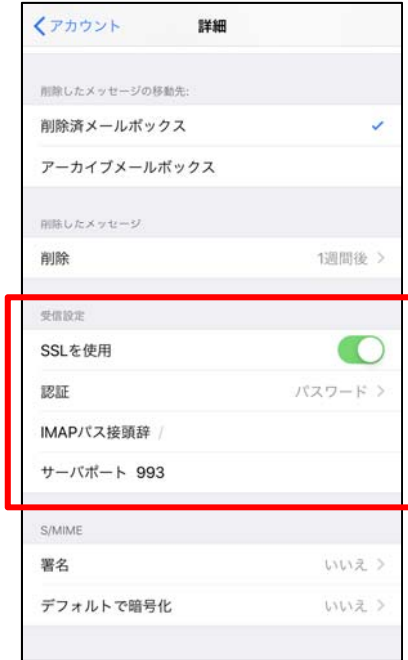 アカウント 詳細
削除したメッセージの移動先:
削除済メールボックス
アーカイブメールボックス
削除したメッセージ
削除 1週間後
受信設定
SSLを使用
認証 パスワード
IMAPパス接頭辞 /
サーバポート 993
S/MIME
署名 いいえ
デフォルトで暗号化 いいえ